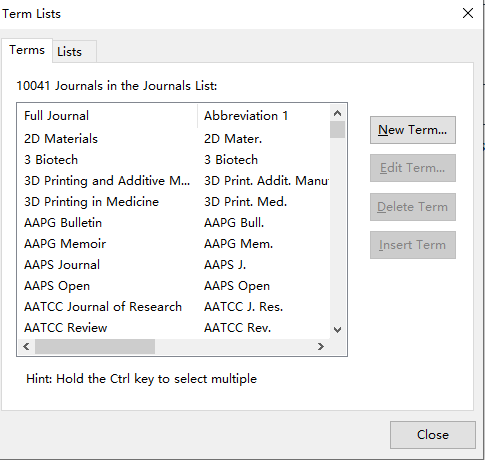 Term Lists
Terms Lists
10041 Journals in the Journals List:
Full Journal Abbreviation 1
2D Materials 2D Mater.
3 Biotech 3 Biotech
3D Printing and Additive M... 3D Print. Addit. Manu
3D Printing in Medicine 3D Print. Med.
AAPG Bulletin AAPG Bull.
AAPG Memoir AAPG Mem.
AAPS Journal AAPS J.
AAPS Open AAPS Open
AATCC Journal of Research AATCC J. Res.
AATCC Review AATCC Rev.
New Term...
Edit Term...
Delete Term
Insert Term
Hint: Hold the Ctrl key to select multiple
Close